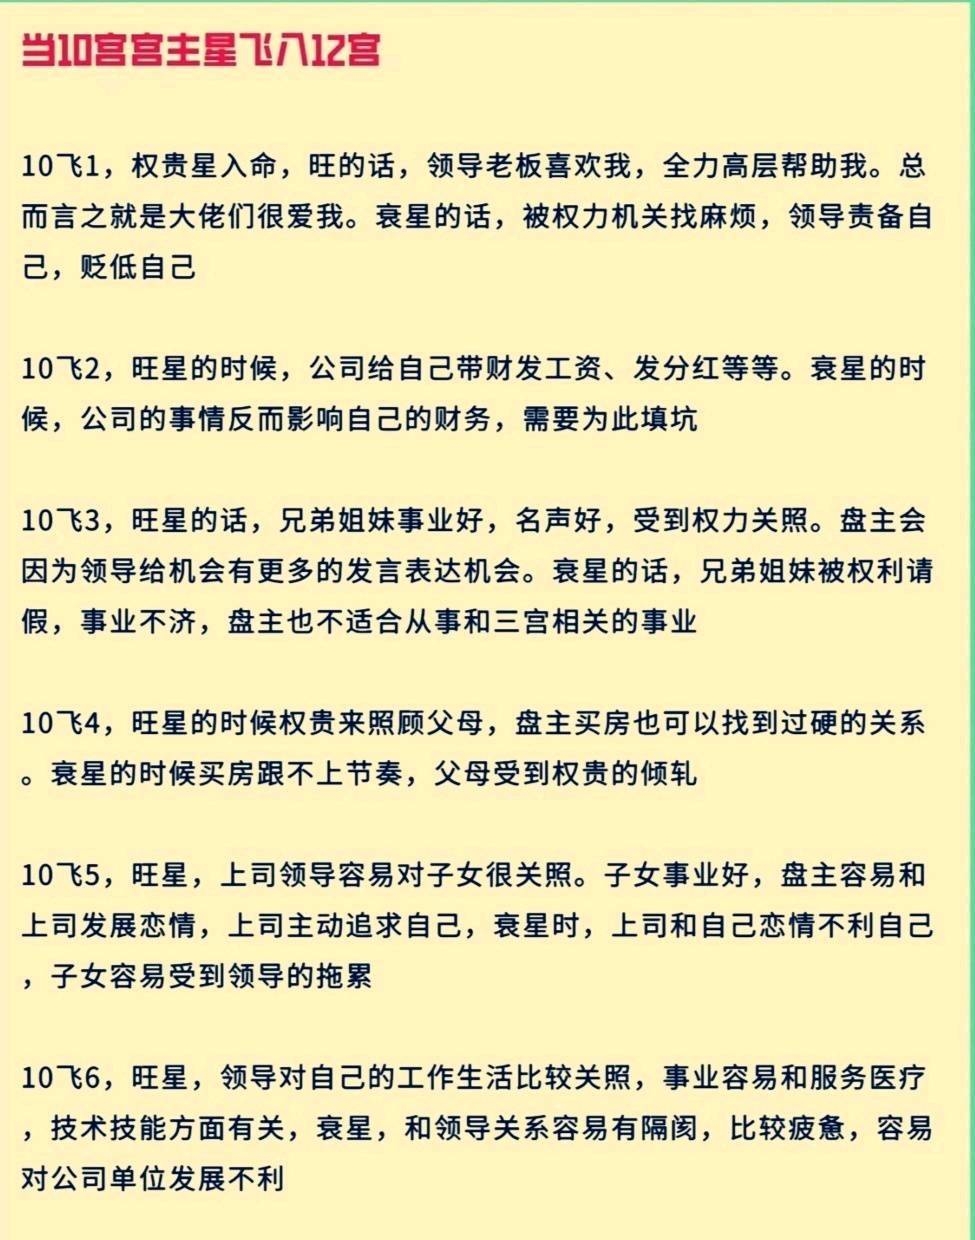 当10宫宫主星飞入12宫
10飞1，权贵星入命，旺的话，领导老板喜欢我，全力高层帮助我。总
而言之就是大佬们很爱我。衰星的话，被权力机关找麻烦，领导责备自
己，贬低自己
10飞2，旺星的时候，公司给自己带财发工资、发分红等等。衰星的时
候，公司的事情反而影响自己的财务，需要为此填坑
10飞3，旺星的话，兄弟姐妹事业好，名声好，受到权力关照。盘主会
因为领导给机会有更多的发言表达机会。衰星的话，兄弟姐妹被权利请
假，事业不济，盘主也不适合从事和三宫相关的事业
10飞4，旺星的时候权贵来照顾父母，盘主买房也可以找到过硬的关系
。衰星的时候买房跟不上节奏，父母受到权贵的倾轧
10飞5，旺星，上司领导容易对子女很关照。子女事业好，盘主容易和
上司发展恋情，上司主动追求自己，衰星时，上司和自己恋情不利自己
，子女容易受到领导的拖累
10飞6，旺星，领导对自己的工作生活比较关照，事业容易和服务医疗
，技术技能方面有关，衰星，和领导关系容易有隔阂，比较疲惫，容易
对公司单位发展不利